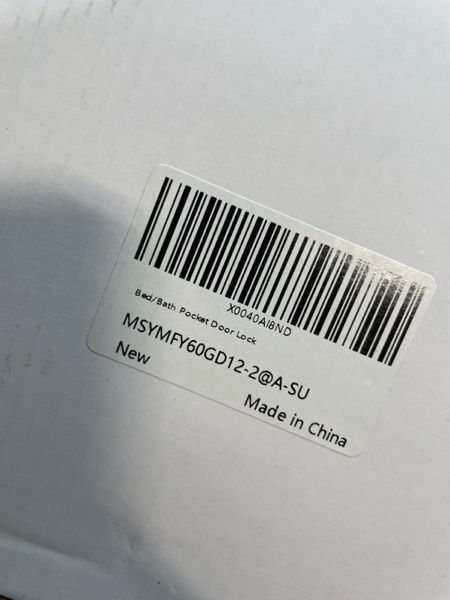 X0040AI8ND
Bed/Bath Pocket Door Lock
MSYMFY60GD12-2@A-SU
New
Made in China